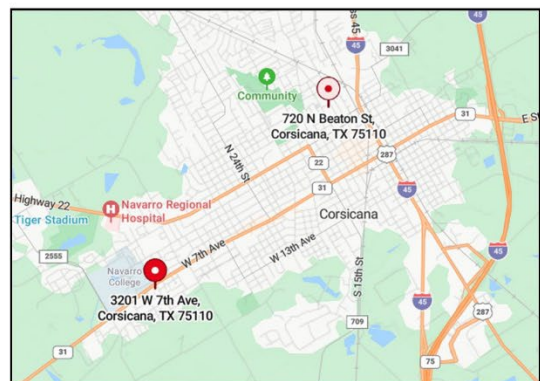 45
45
3041
Community
720 N Beaton St,
Corsicana, TX 75110
31
N 24th St
287
22
31
Highway 22
Navarro Regional
Hospital
45
Tiger Stadium
Corsicana
W 7th Ave
W 13th Ave
2555
Navarro
College
S 15th St
45
3201 W 7th Ave,
Corsicana, TX 75110
45
287
709
31
75